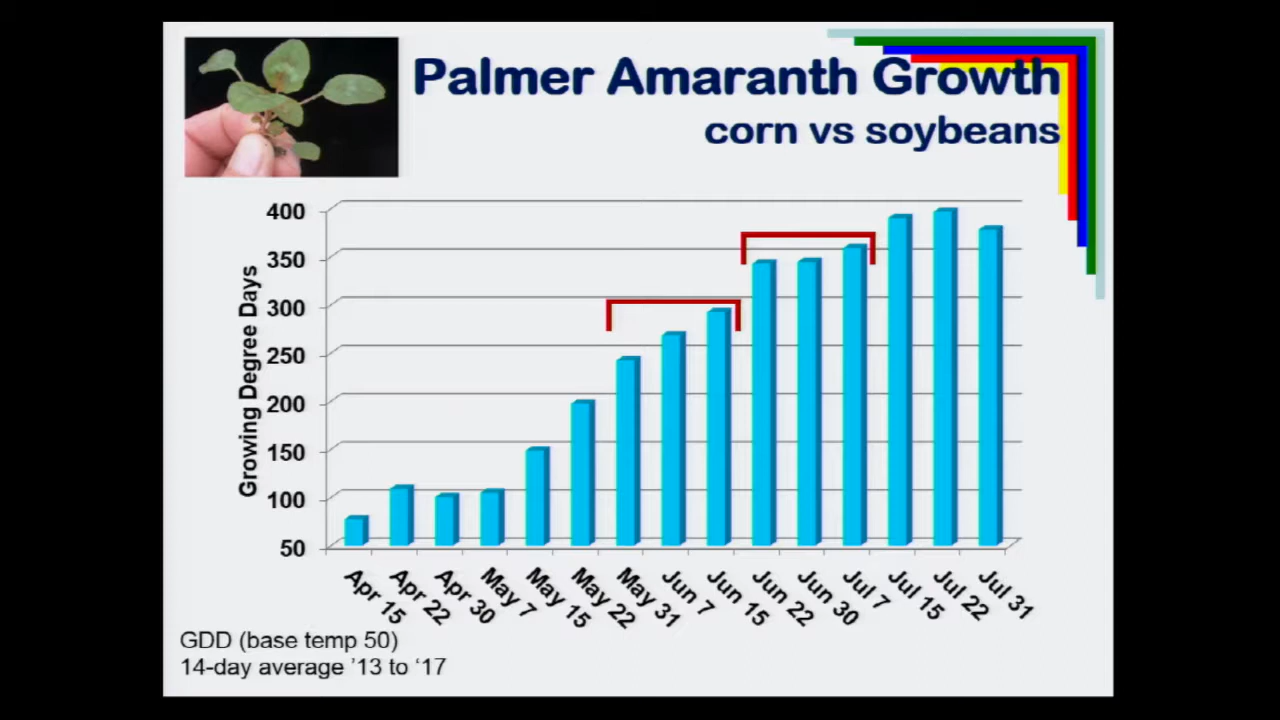 Palmer Amaranth Growth
corn vs soybeans
Growing Degree Days
400
350
300
250
200
150
100
50
Apr 15
Apr 22
Apr 30
May 7
May 15
May 22
May 31
Jun 7
Jun 15
Jun 22
Jun 30
Jul 7
Jul 15
Jul 22
Jul 31
GDD (base temp 50)
14-day average ’13 to ‘17